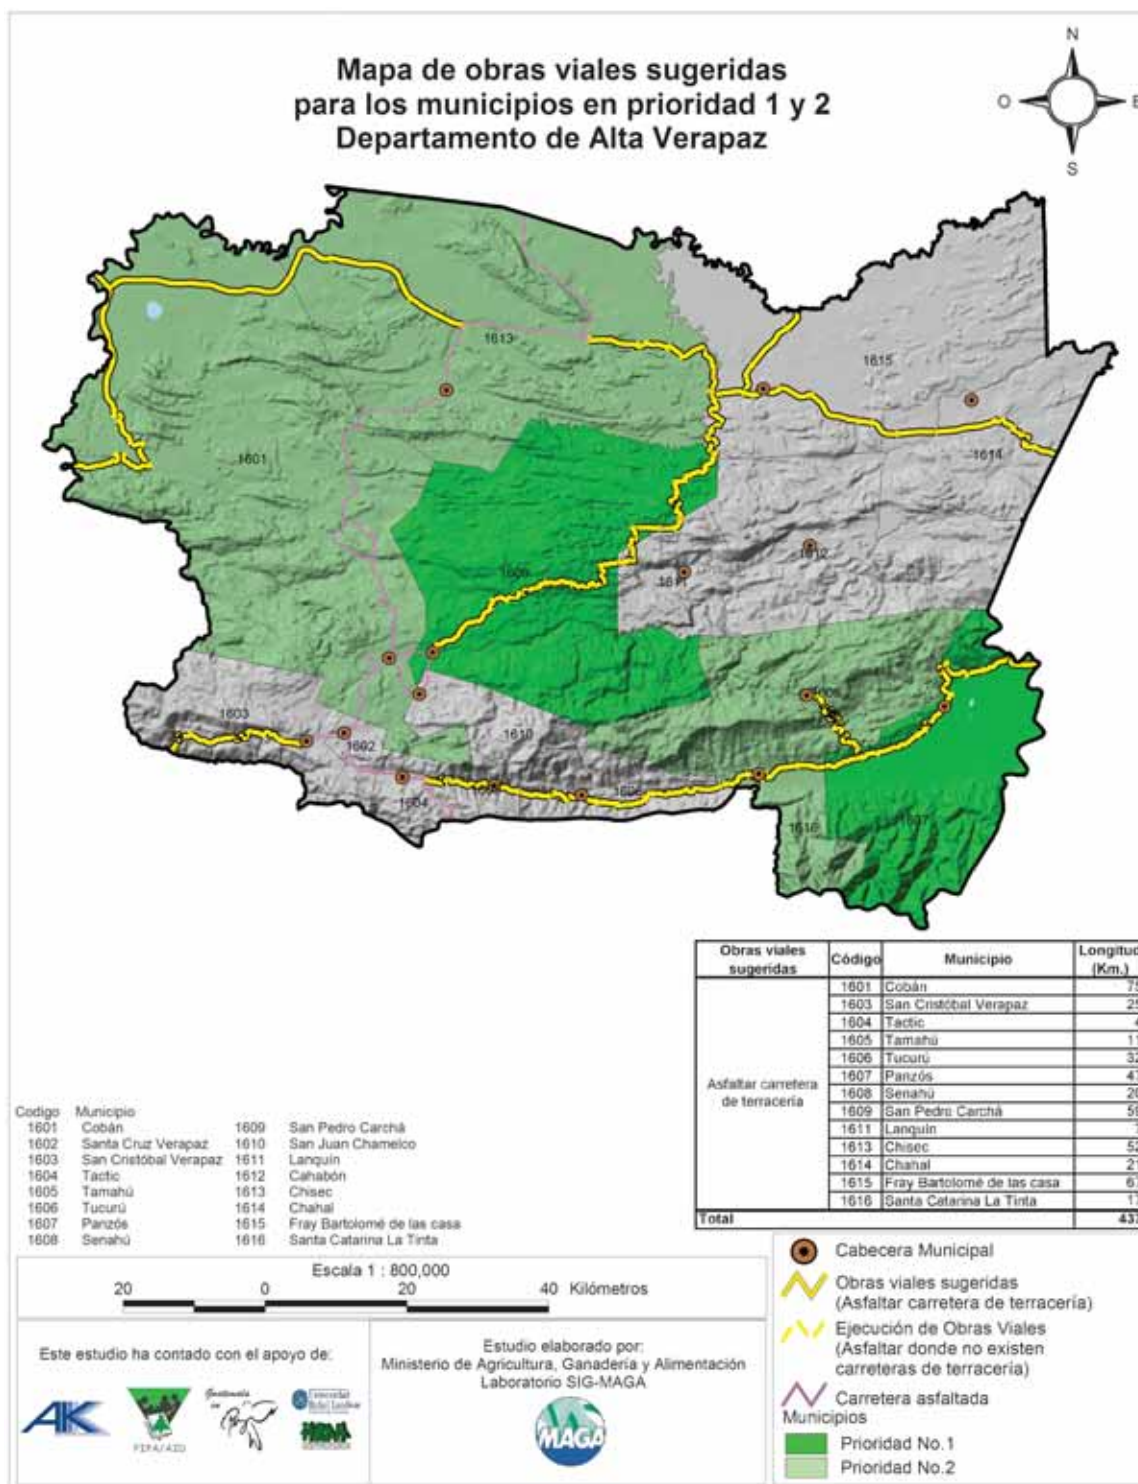 Mapa de obras viales sugeridas
para los municipios en prioridad 1 y 2
Departamento de Alta Verapaz
N
O
E
S
1613
1615
1601
1614
1612
1611
1603
1602
1610
1604
1616
Obras viales sugeridas Código Municipio Longitud (Km.)
Asfaltar carretera de terracería
1601 Cobán
1603 San Cristóbal Verapaz
1604 Tactic
1605 Tamahú
1606 Tucurú
1607 Panzós
1608 Senahú
1609 San Pedro Carchá
1611 Lanquín
1613 Chisec
1614 Chahal
1615 Fray Bartolomé de las casa
1616 Santa Catarina La Tinta
Total 437
Codigo Municipio
1601 Cobán 1609 San Pedro Carchá
1602 Santa Cruz Verapaz 1610 San Juan Chamelco
1603 San Cristóbal Verapaz 1611 Lanquín
1604 Tactic 1612 Cahabón
1605 Tamahú 1613 Chisec
1606 Tucurú 1614 Chahal
1607 Panzós 1615 Fray Bartolomé de las casa
1608 Senahú 1616 Santa Catarina La Tinta
Escala 1 : 800,000
20 0 20 40 Kilómetros
Este estudio ha contado con el apoyo de:
FIPA/AID
Estudio elaborado por:
Ministerio de Agricultura, Ganadería y Alimentación
Laboratorio SIG-MAGA
MAGA
Cabecera Municipal
Obras viales sugeridas
(Asfaltar carretera de terracería)
Ejecución de Obras Viales
(Asfaltar donde no existen
carreteras de terracería)
Carretera asfaltada
Municipios
Prioridad No.1
Prioridad No.2